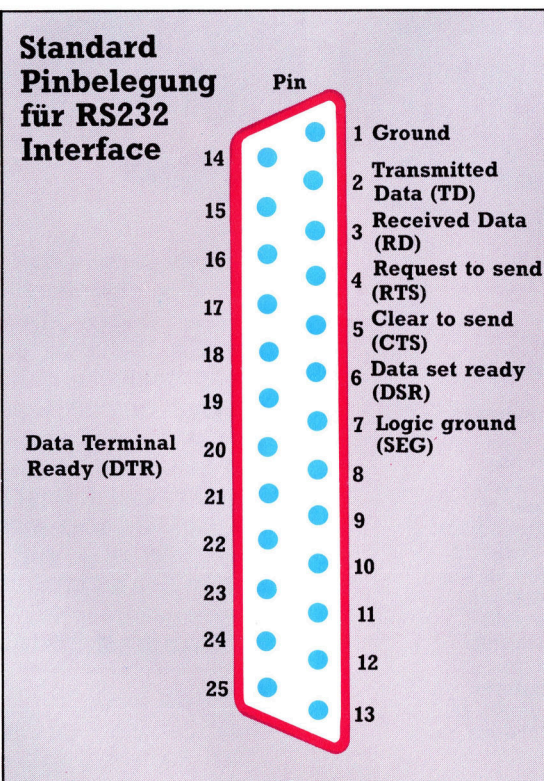 Standard
Pinbelegung
für RS232
Interface
Pin
1 Ground
14
2 Transmitted
Data (TD)
15
3 Received Data
(RD)
16
4 Request to send
(RTS)
17
5 Clear to send
(CTS)
18
6 Data set ready
(DSR)
19
7 Logic ground
(SEG)
Data Terminal
Ready (DTR)
20
8
21
9
22
10
23
11
24
12
25
13